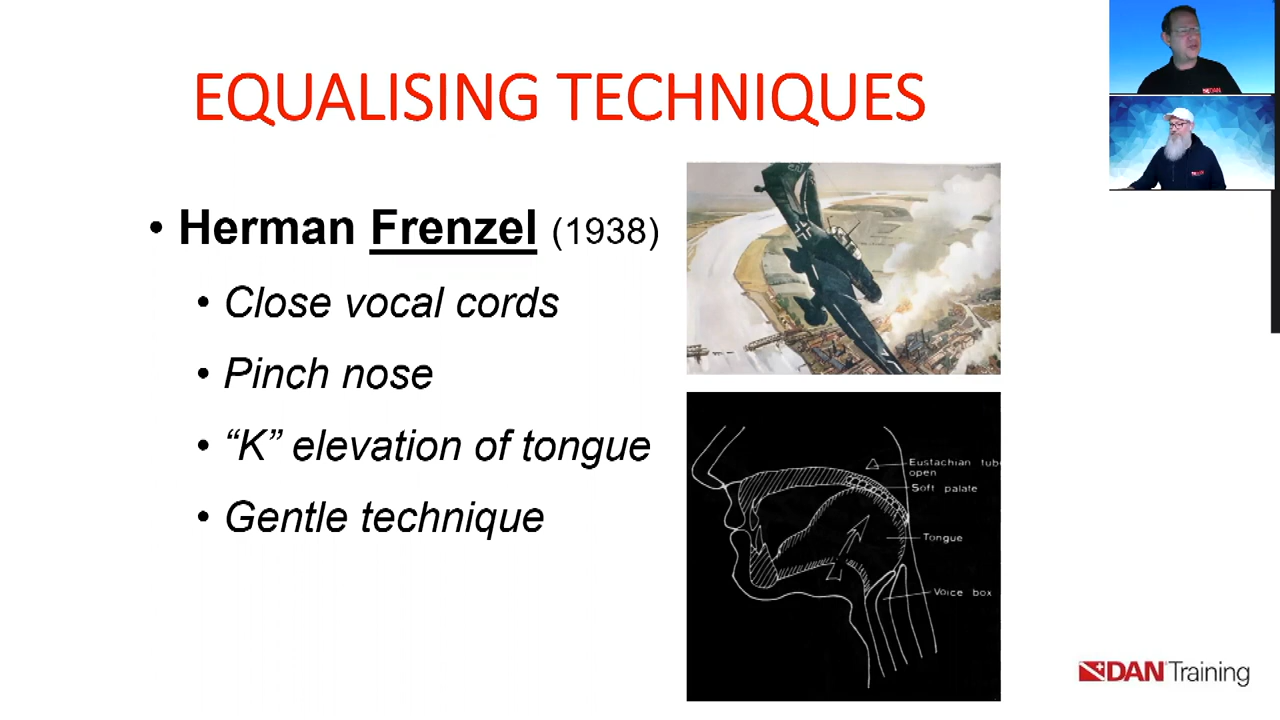 EQUALISING TECHNIQUES
• Herman Frenzel (1938)
• Close vocal cords
• Pinch nose
• “K” elevation of tongue
• Gentle technique
Eustachian tub
open
Soft palate
Tongue
Voice box
DAN Training